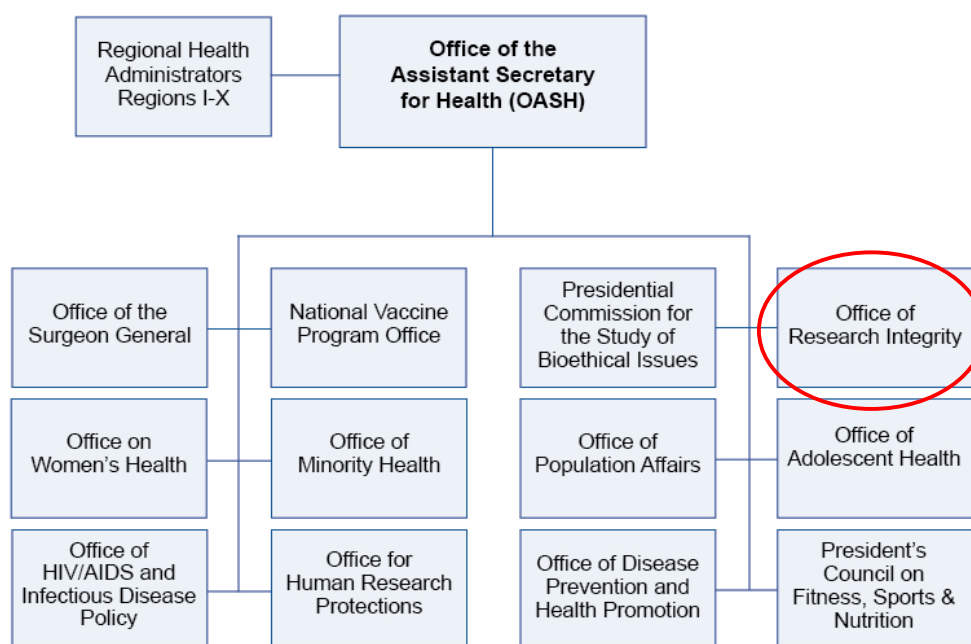 Regional Health
Administrators
Regions I-X
Office of the
Assistant Secretary
for Health (OASH)
Office of the
Surgeon General
National Vaccine
Program Office
Presidential
Commission for
the Study of
Bioethical Issues
Office of
Research Integrity
Office on
Women's Health
Office of
Minority Health
Office of
Population Affairs
Office of
Adolescent Health
Office of
HIV/AIDS and
Infectious Disease
Policy
Office for
Human Research
Protections
Office of Disease
Prevention and
Health Promotion
President's
Council on
Fitness, Sports &
Nutrition